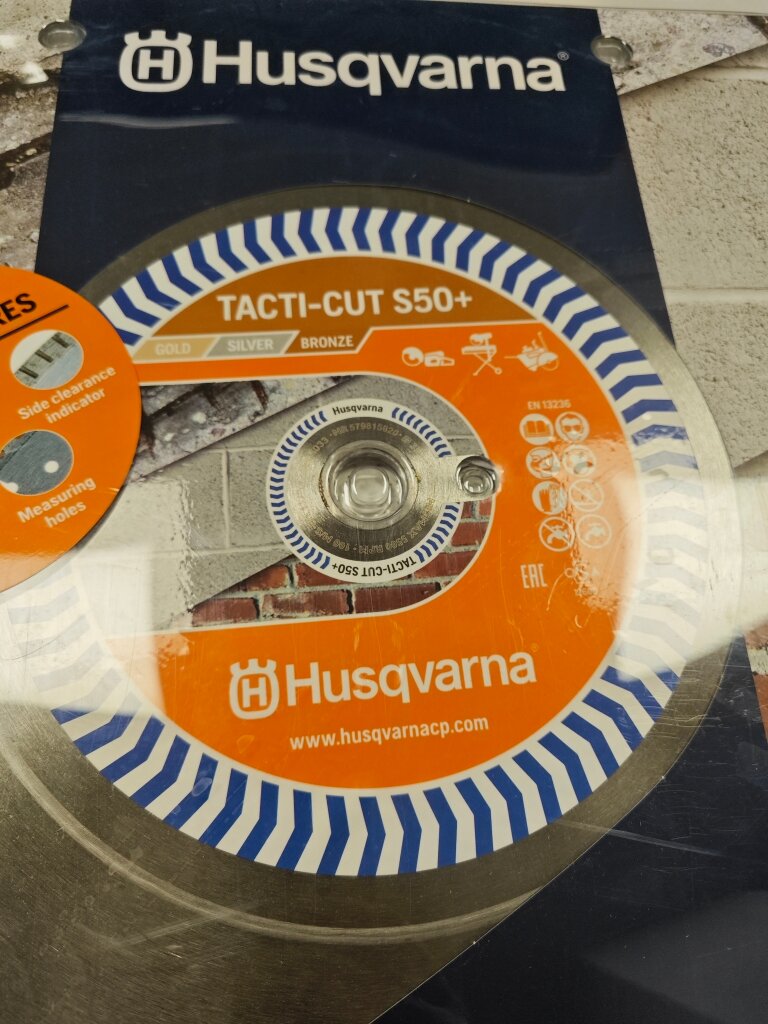 Husqvarna®
TACTI-CUT S50+
GOLD
SILVER
BRONZE
Side clearance
indicator
Measuring
holes
EN 13236
Husqvarna
TACTI-CUT S50+
EAC
Husqvarna
www.husqvarnacp.com